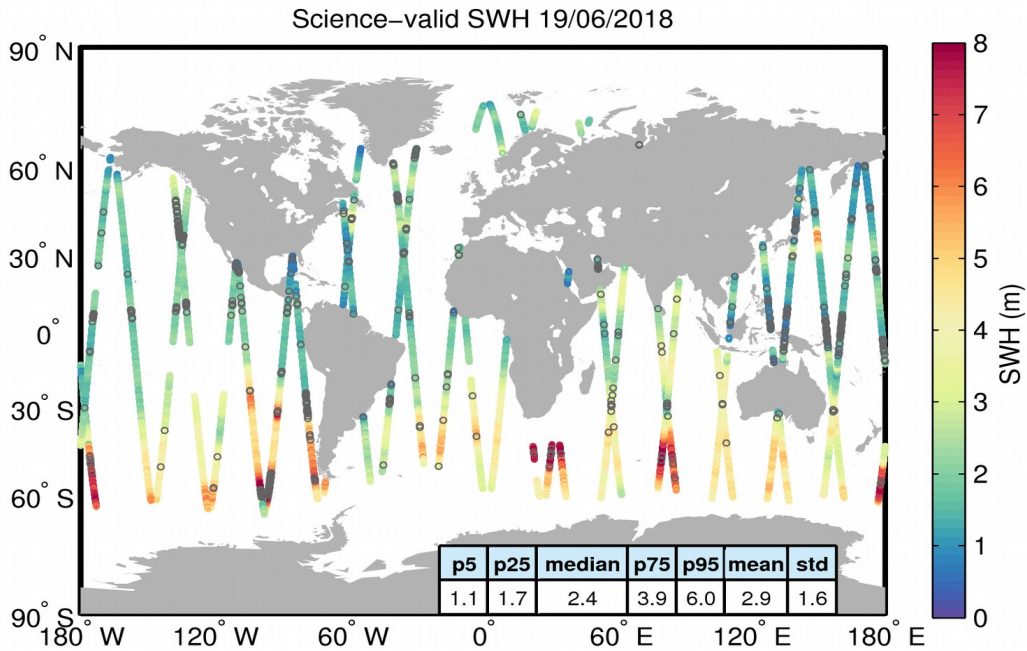 Science−valid SWH 19/06/2018
90° N
60° N
30° N
0°
30° S
60° S
90° S
180° W
120° W
60° W
0°
60° E
120° E
180° E
p5 p25 median p75 p95 mean std
1.1 1.7 2.4 3.9 6.0 2.9 1.6
8
7
6
5
4
3
2
1
0
SWH (m)